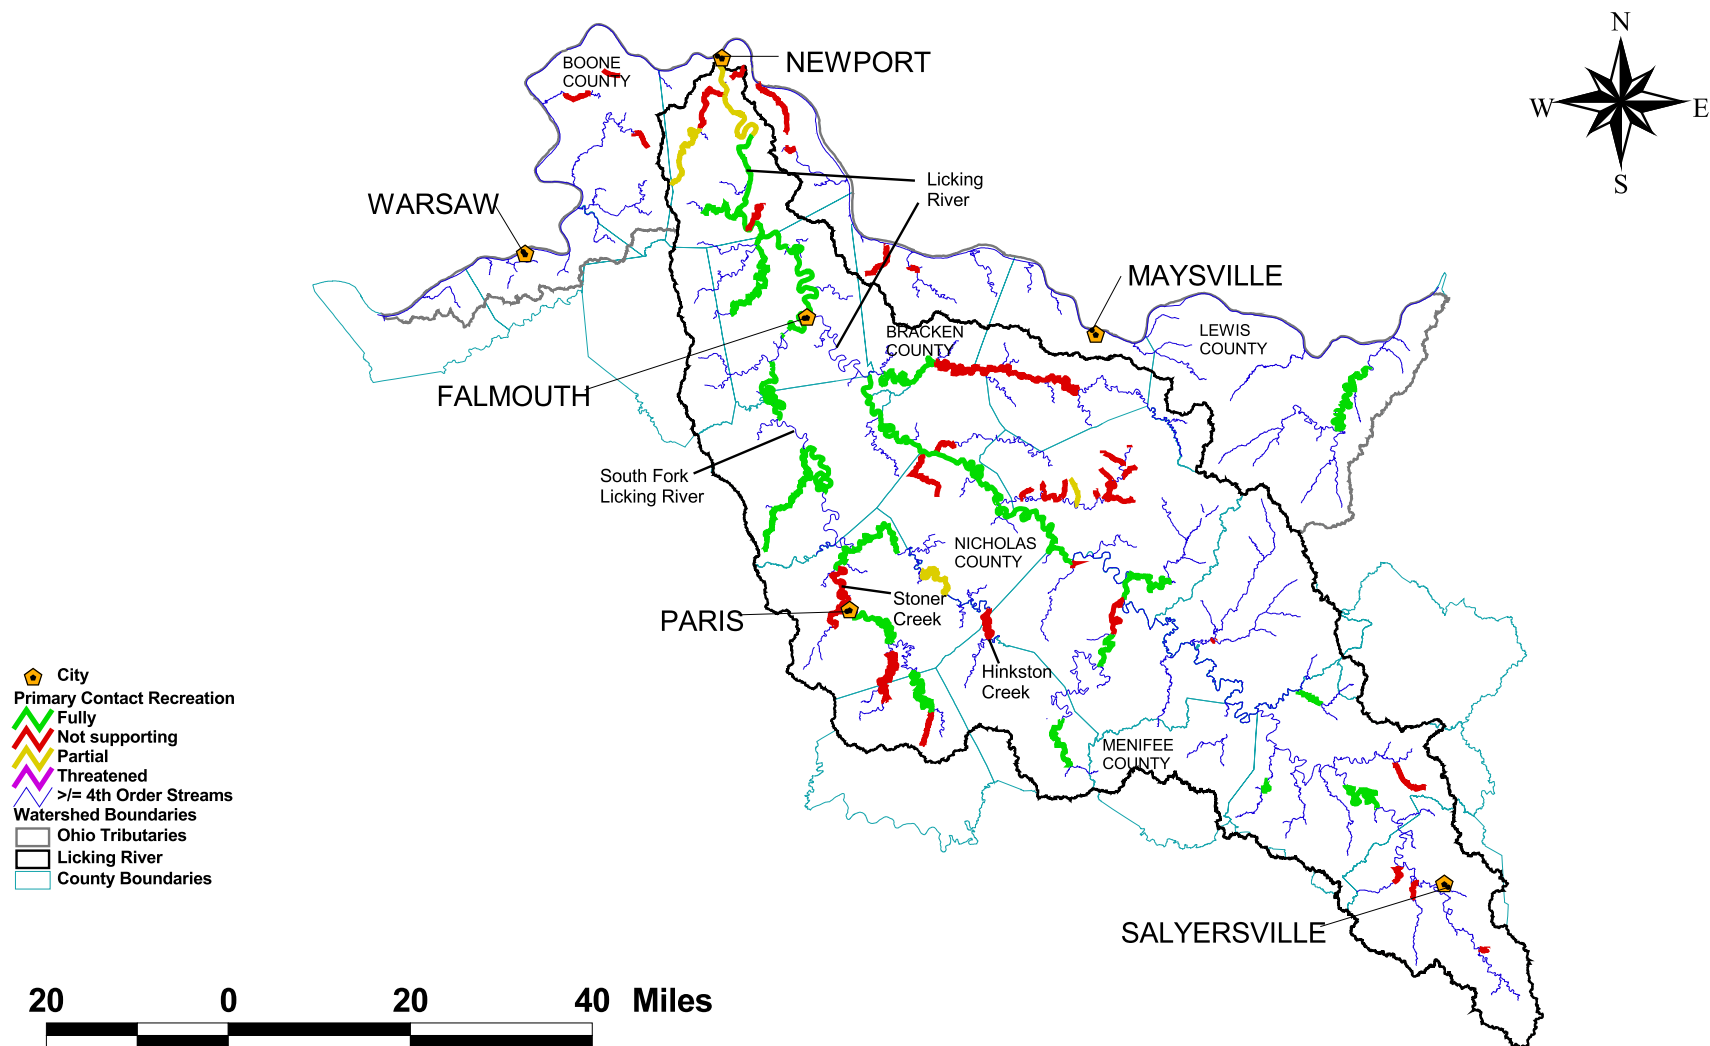 N
NEWPORT
BOONE
COUNTY
W
E
S
Licking
River
WARSAW
MAYSVILLE
BRACKEN
COUNTY
LEWIS
COUNTY
FALMOUTH
South Fork
Licking River
NICHOLAS
COUNTY
Stoner
Creek
PARIS
Hinkston
Creek
MENIFEE
COUNTY
City
Primary Contact Recreation
Fully
Not supporting
Partial
Threatened
>/= 4th Order Streams
Watershed Boundaries
Ohio Tributaries
Licking River
County Boundaries
SALYERSVILLE
20 0 20 40 Miles